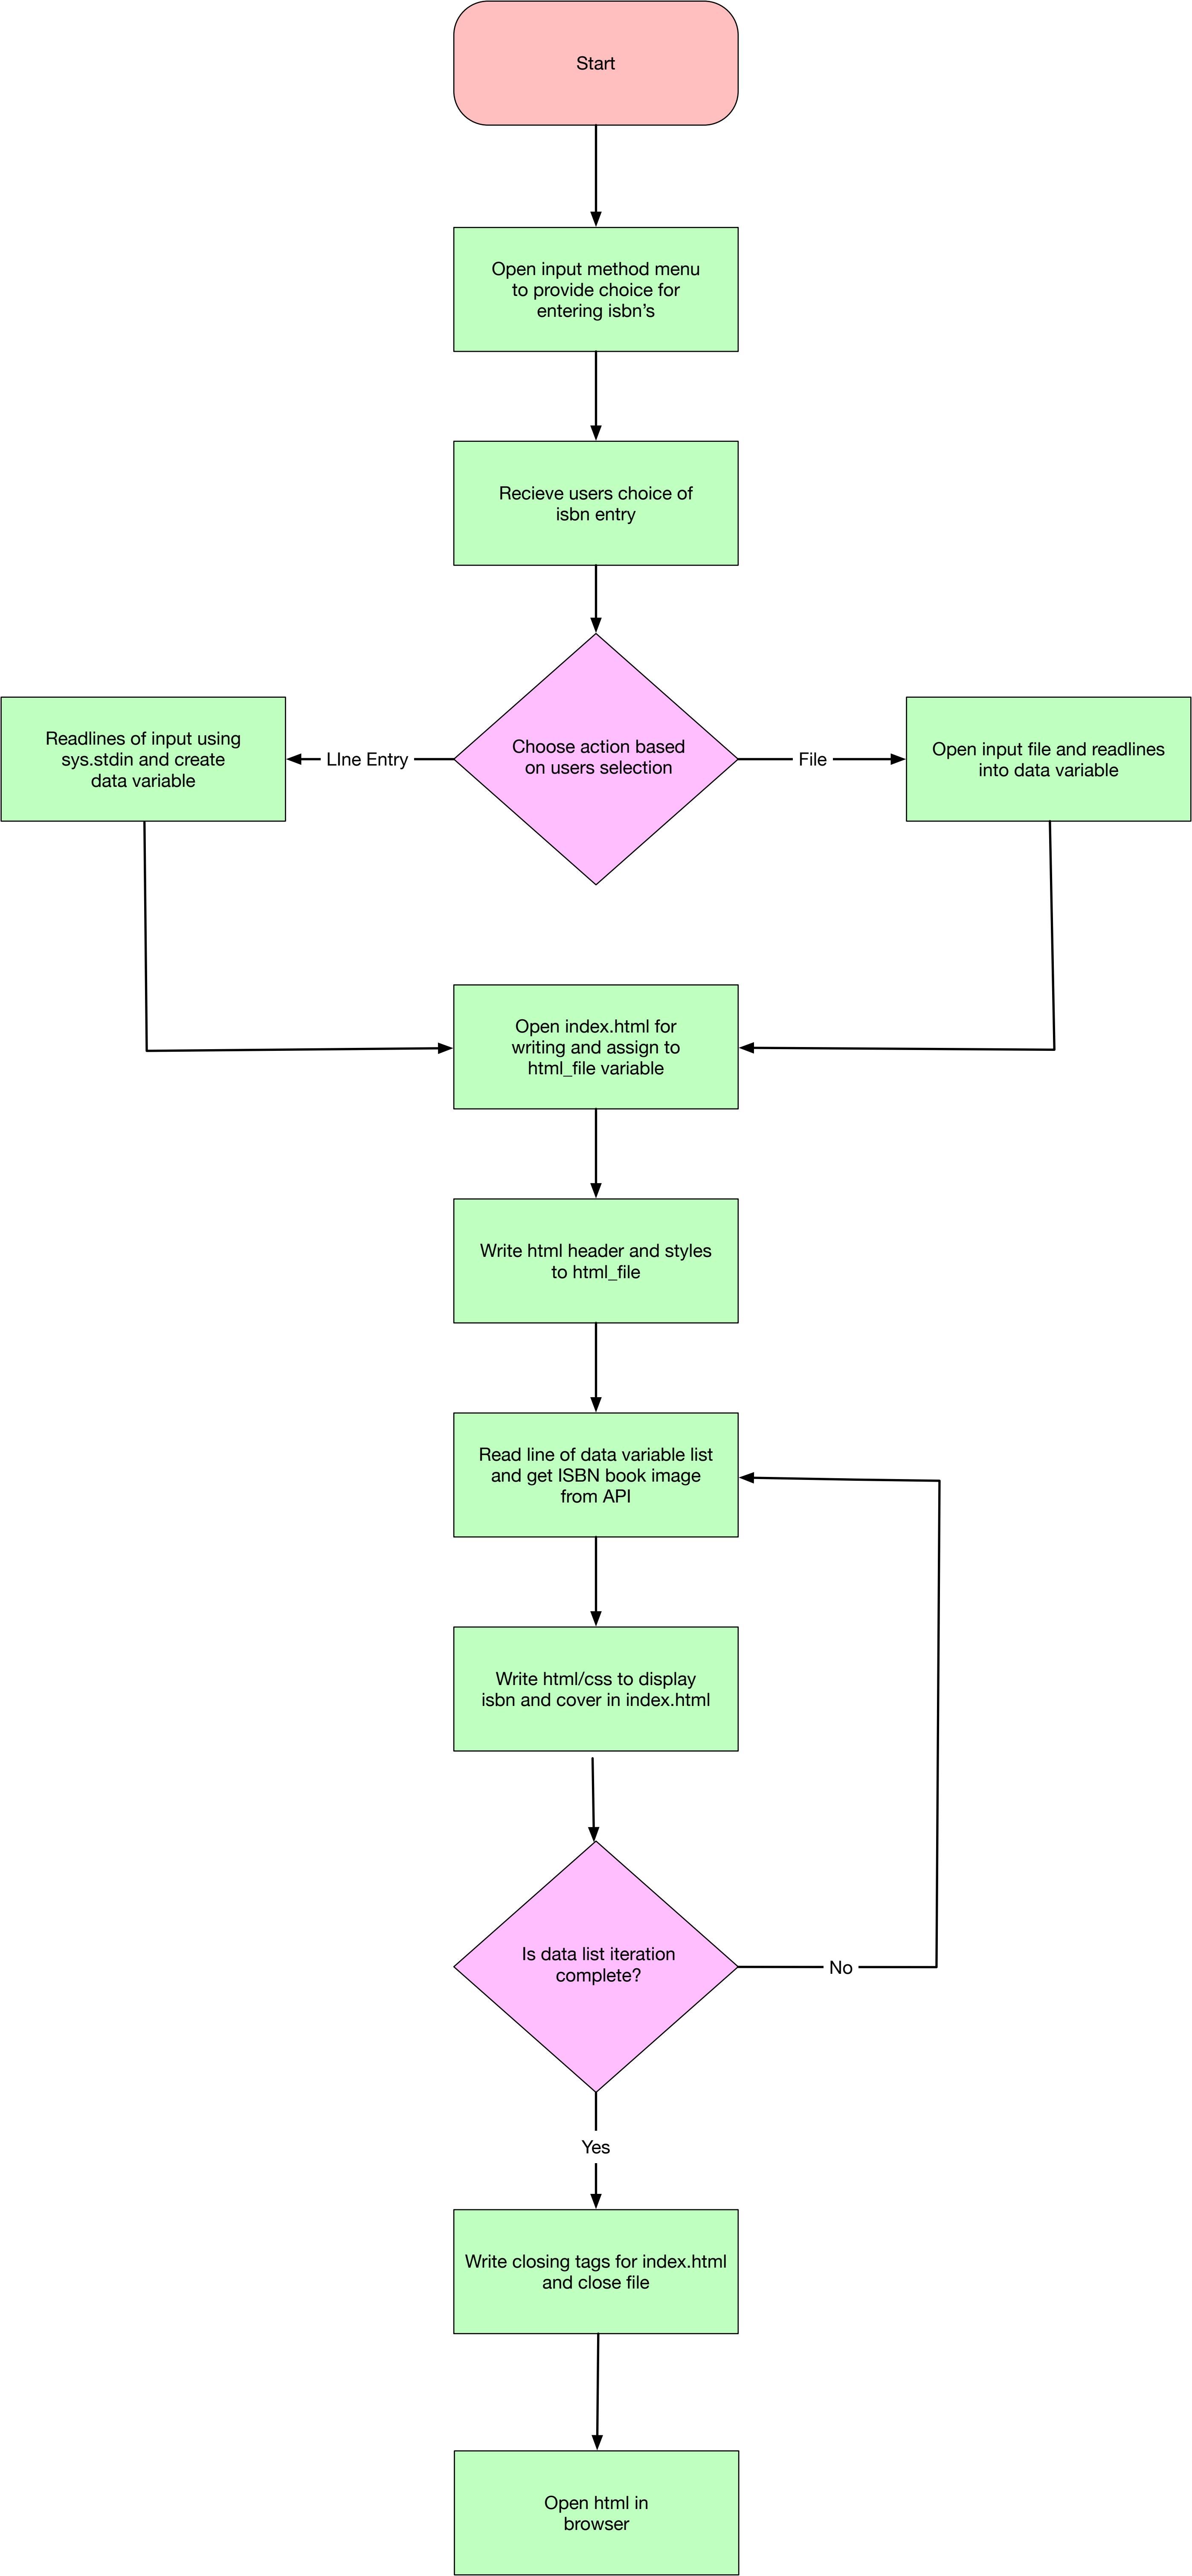 Start
Open input method menu
to provide choice for
entering isbn’s
Recieve users choice of
isbn entry
Choose action based
on users selection
LIne Entry
File
Readlines of input using
sys.stdin and create
data variable
Open input file and readlines
into data variable
Open index.html for
writing and assign to
html_file variable
Write html header and styles
to html_file
Read line of data variable list
and get ISBN book image
from API
Write html/css to display
isbn and cover in index.html
Is data list iteration
complete?
No
Yes
Write closing tags for index.html
and close file
Open html in
browser